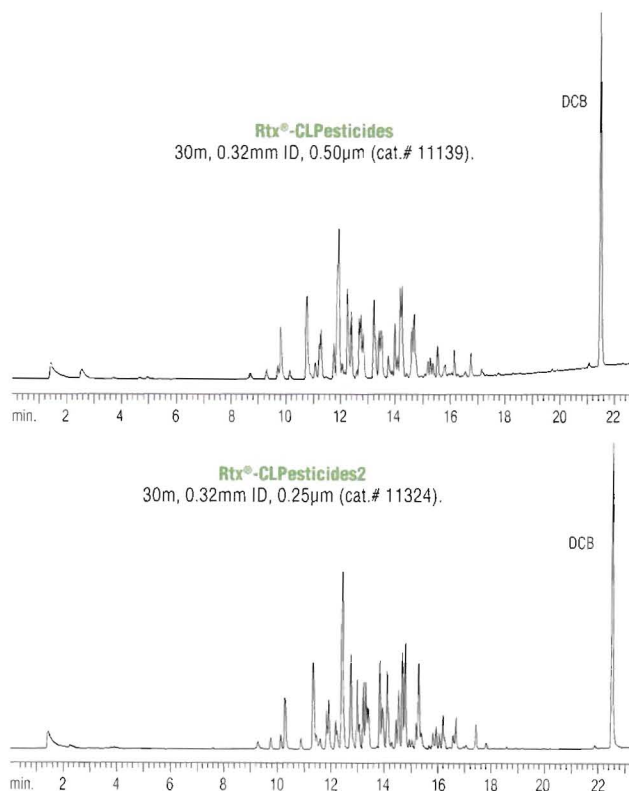 DCB
Rtx®-CLPesticides
30m, 0.32mm ID, 0.50µm (cat.# 11139).
min. 2 4 6 8 10 12 14 16 18 20 22
Rtx®-CLPesticides2
30m, 0.32mm ID, 0.25µm (cat.# 11324).
DCB
min. 2 4 6 8 10 12 14 16 18 20 22